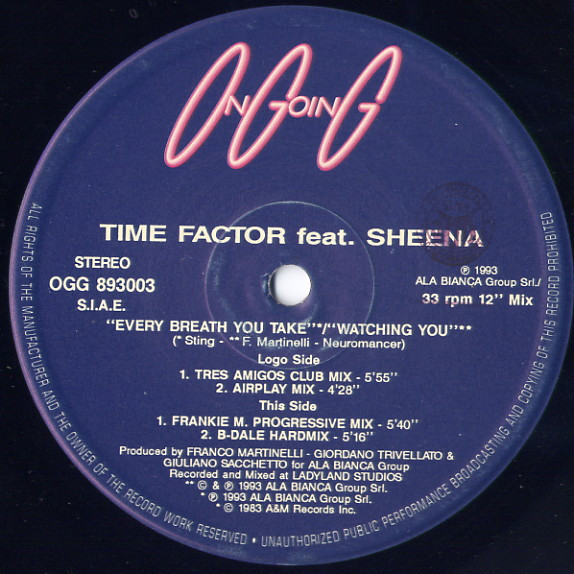 OnGoinG
TIME FACTOR feat. SHEENA
STEREO
OGG 893003
S.I.A.E.
℗ 1993
ALA BIANCA Group Srl./
33 rpm 12'' Mix
“EVERY BREATH YOU TAKE”*/“WATCHING YOU”**
(* Sting - ** F. Martinelli - Neuromancer)
Logo Side
1. TRES AMIGOS CLUB MIX - 5'55''
2. AIRPLAY MIX - 4'28''
This Side
1. FRANKIE M. PROGRESSIVE MIX - 5'40''
2. B-DALE HARDMIX - 5'16''
Produced by FRANCO MARTINELLI - GIORDANO TRIVELLATO &
GIULIANO SACCHETTO for ALA BIANCA Group
Recorded and Mixed at LADYLAND STUDIOS
** © & ℗ 1993 ALA BIANCA Group Srl.
* ℗ 1993 ALA BIANCA Group Srl.
* © 1983 A&M Records Inc.
ALL RIGHTS OF THE MANUFACTURER AND THE OWNER OF THE RECORD WORK RESERVED • UNAUTHORIZED PUBLIC PERFORMANCE BROADCASTING AND COPYING OF THIS RECORD PROHIBITED